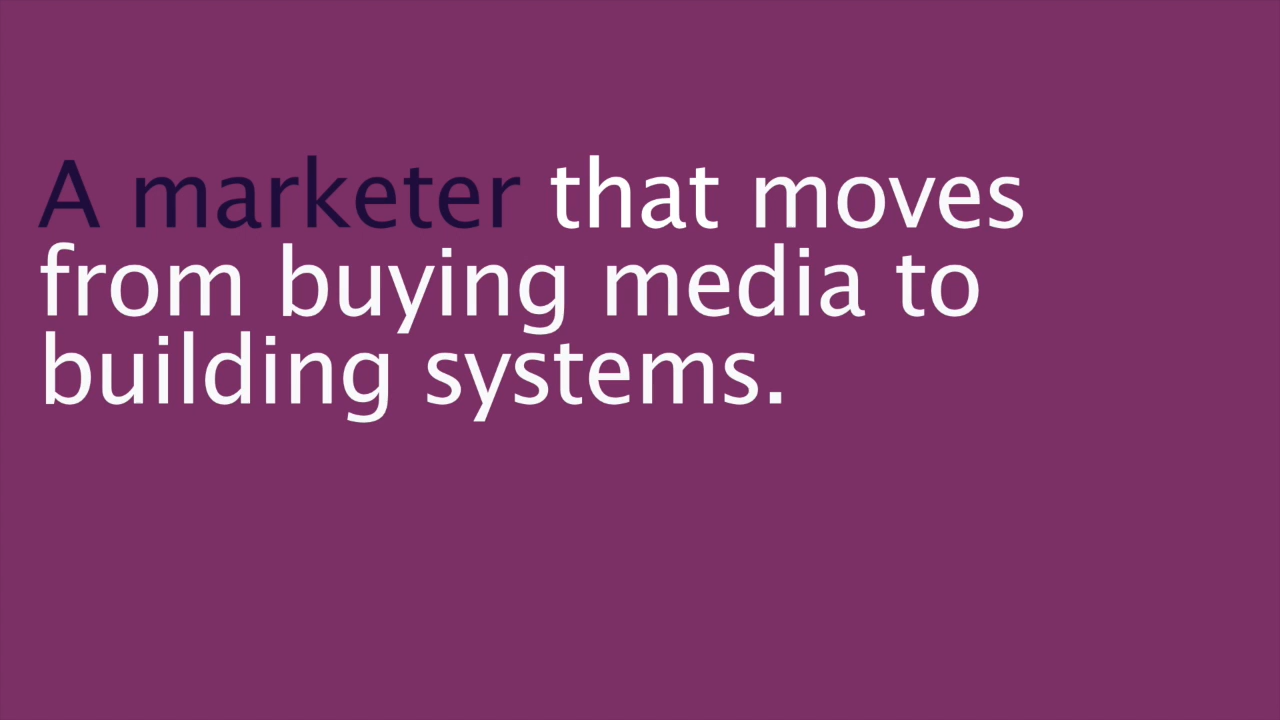 A marketer that moves
from buying media to
building systems.